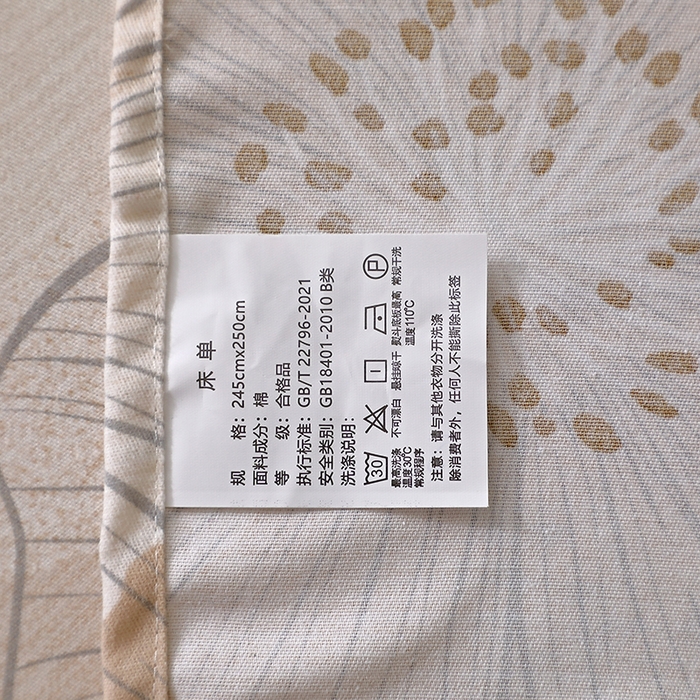 床单
规 格：245cmx250cm
面料成分：棉
等 级：合格品
执行标准：GB/T 22796-2021
安全类别：GB18401-2010 B类
洗涤说明：
30 P
最高洗涤 不可漂白 悬挂晾干 熨斗底板最高 常规干洗
温度30℃ 温度110℃
常规程序
注意：请与其他衣物分开洗涤
除消费者外，任何人不能撕除此标签